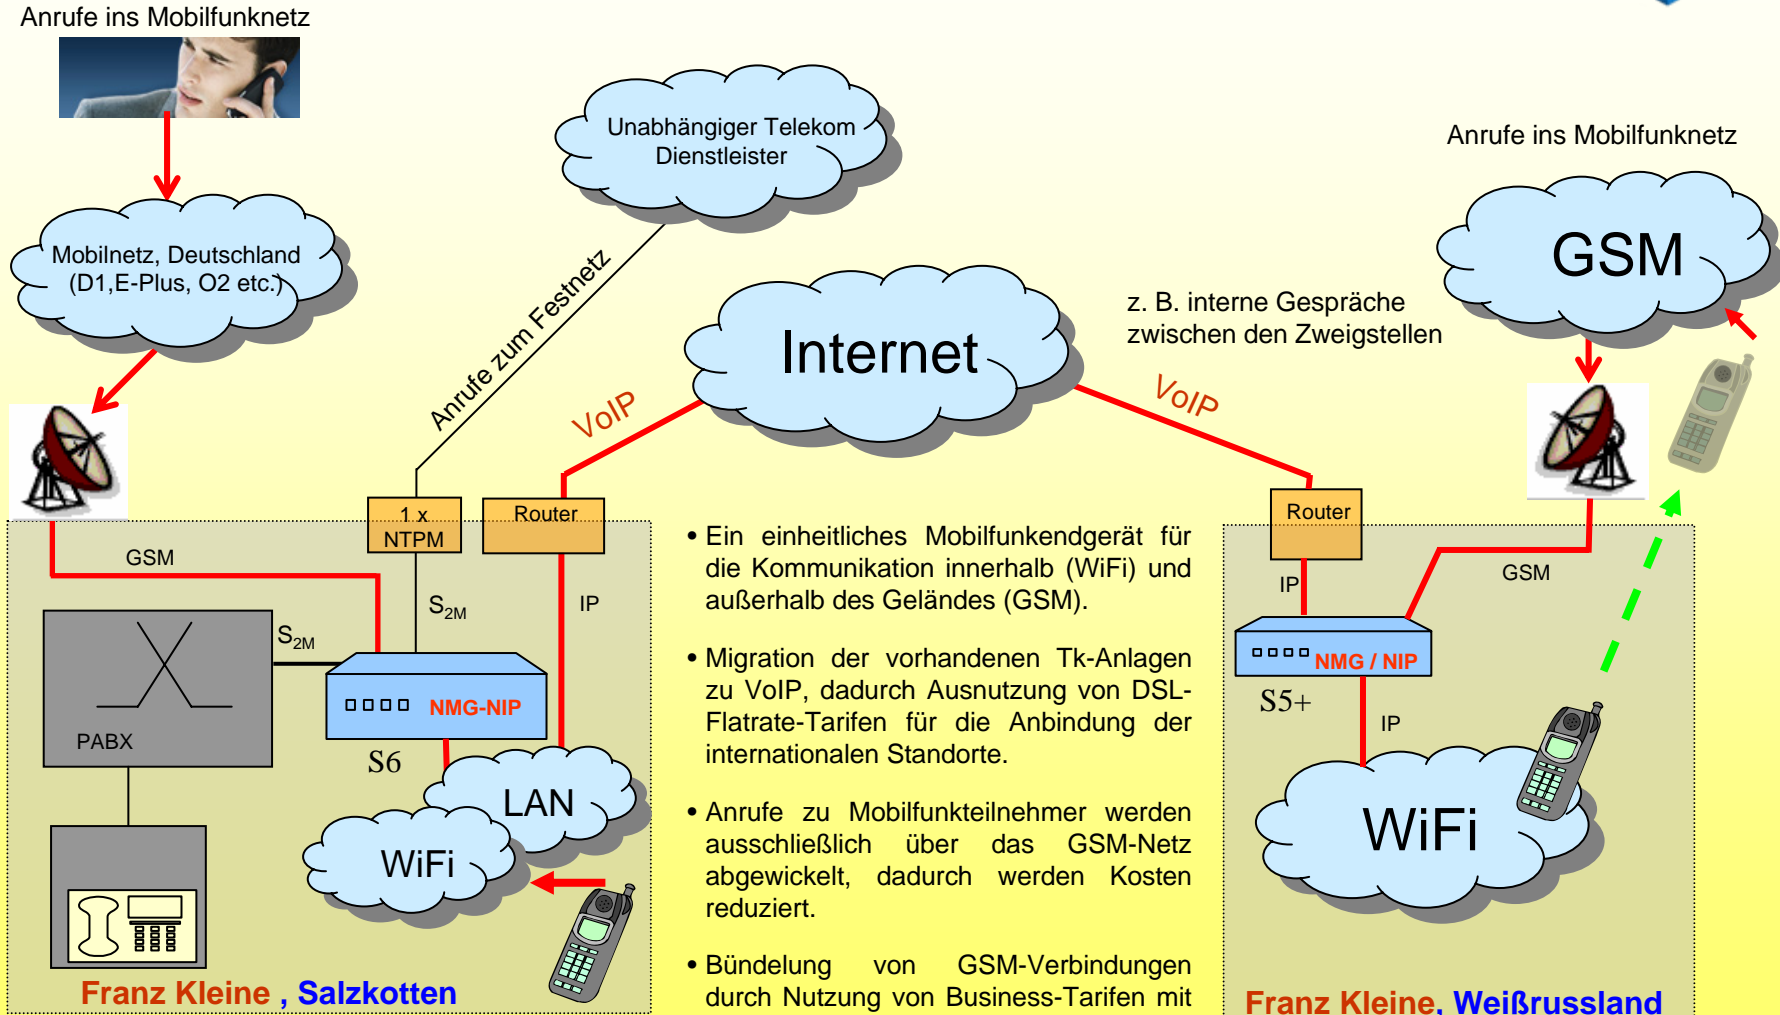 Anrufe ins Mobilfunknetz
Unabhängiger Telekom
Dienstleister
Anrufe ins Mobilfunknetz
Mobilnetz, Deutschland
(D1,E-Plus, O2 etc.)
GSM
Anrufe zum Festnetz
Internet
z. B. interne Gespräche
zwischen den Zweigstellen
VoIP
VoIP
1 x
NTPM
Router
Router
GSM
S2M
IP
S2M
PABX
NMG-NIP
S6
LAN
WiFi
Franz Kleine , Salzkotten
• Ein einheitliches Mobilfunkendgerät für
die Kommunikation innerhalb (WiFi) und
außerhalb des Geländes (GSM).
• Migration der vorhandenen Tk-Anlagen
zu VoIP, dadurch Ausnutzung von DSL-
Flatrate-Tarifen für die Anbindung der
internationalen Standorte.
• Anrufe zu Mobilfunkteilnehmer werden
ausschließlich über das GSM-Netz
abgewickelt, dadurch werden Kosten
reduziert.
• Bündelung von GSM-Verbindungen
durch Nutzung von Business-Tarifen mit
IP
GSM
NMG / NIP
S5+
IP
WiFi
Franz Kleine, Weißrussland